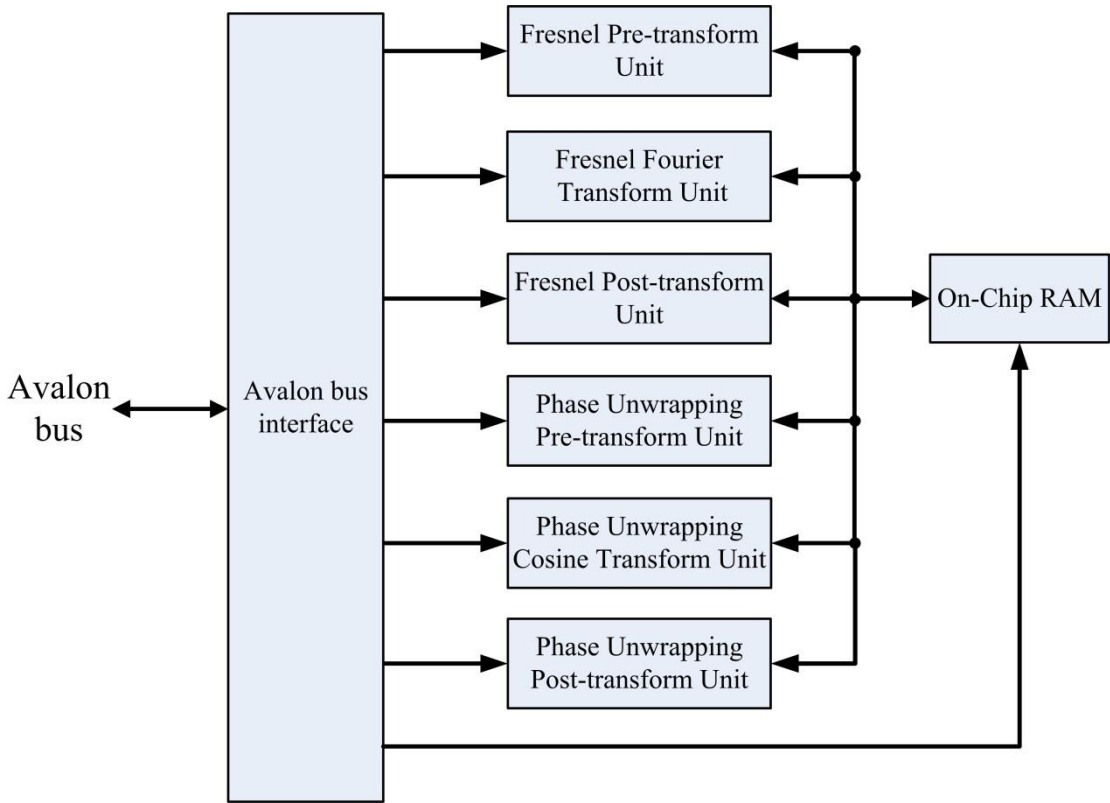 Avalon
bus
Avalon bus
interface
Fresnel Pre-transform
Unit
Fresnel Fourier
Transform Unit
Fresnel Post-transform
Unit
Phase Unwrapping
Pre-transform Unit
Phase Unwrapping
Cosine Transform Unit
Phase Unwrapping
Post-transform Unit
On-Chip RAM